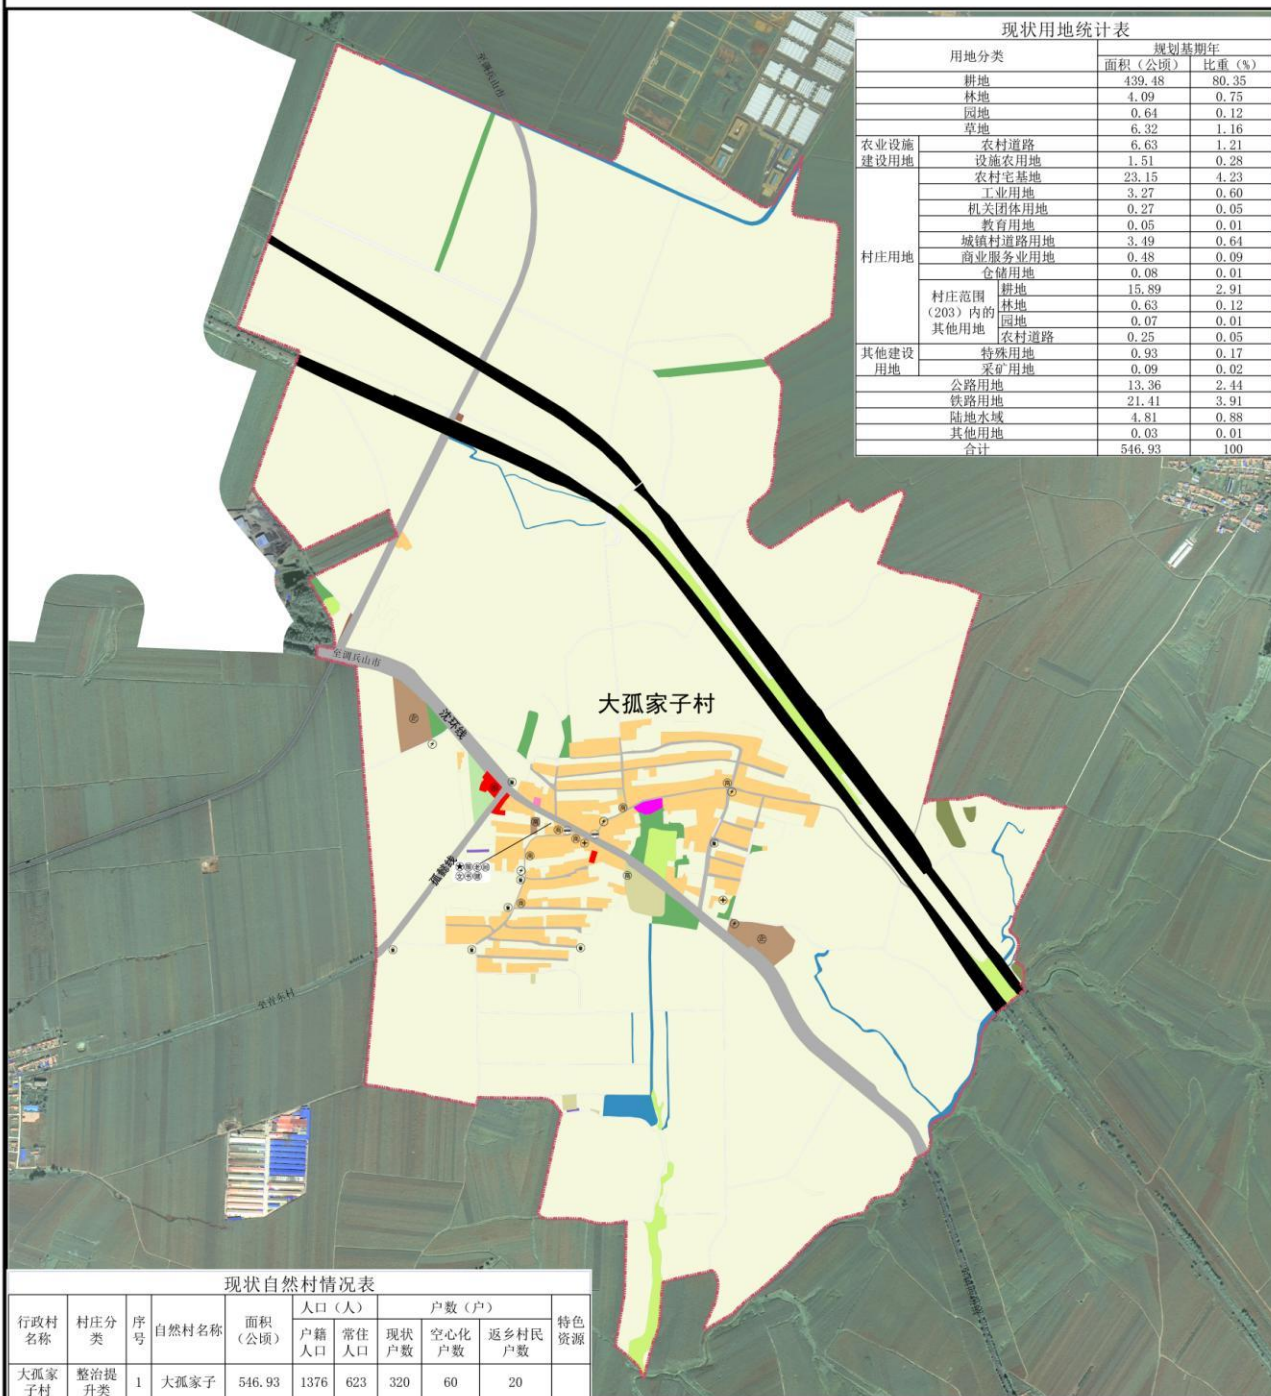 现状用地统计表
用地分类 规划基期年
面积（公顷） 比重（%）
耕地 439.48 80.35
林地 4.09 0.75
园地 0.64 0.12
草地 6.32 1.16
农业设施建设用地 农村道路 6.63 1.21
设施农用地 1.51 0.28
村庄用地 农村宅基地 23.15 4.23
工业用地 3.27 0.60
机关团体用地 0.27 0.05
教育用地 0.05 0.01
城镇村道路用地 3.49 0.64
商业服务业用地 0.48 0.09
仓储用地 0.08 0.01
村庄范围（203）内的其他用地 耕地 15.89 2.91
林地 0.63 0.12
园地 0.07 0.01
农村道路 0.25 0.05
其他建设用地 特殊用地 0.93 0.17
采矿用地 0.09 0.02
公路用地 13.36 2.44
铁路用地 21.41 3.91
陆地水域 4.81 0.88
其他用地 0.03 0.01
合计 546.93 100
至调兵山市
至调兵山市
沈环线
大孤家子村
现状自然村情况表
行政村名称 村庄分类 序号 自然村名称 面积（公顷） 人口（人） 户数（户） 特色资源
户籍人口 常住人口 现状户数 空心化户数 返乡村民户数
大孤家子村 整治提升类 1 大孤家子 546.93 1376 623 320 60 20